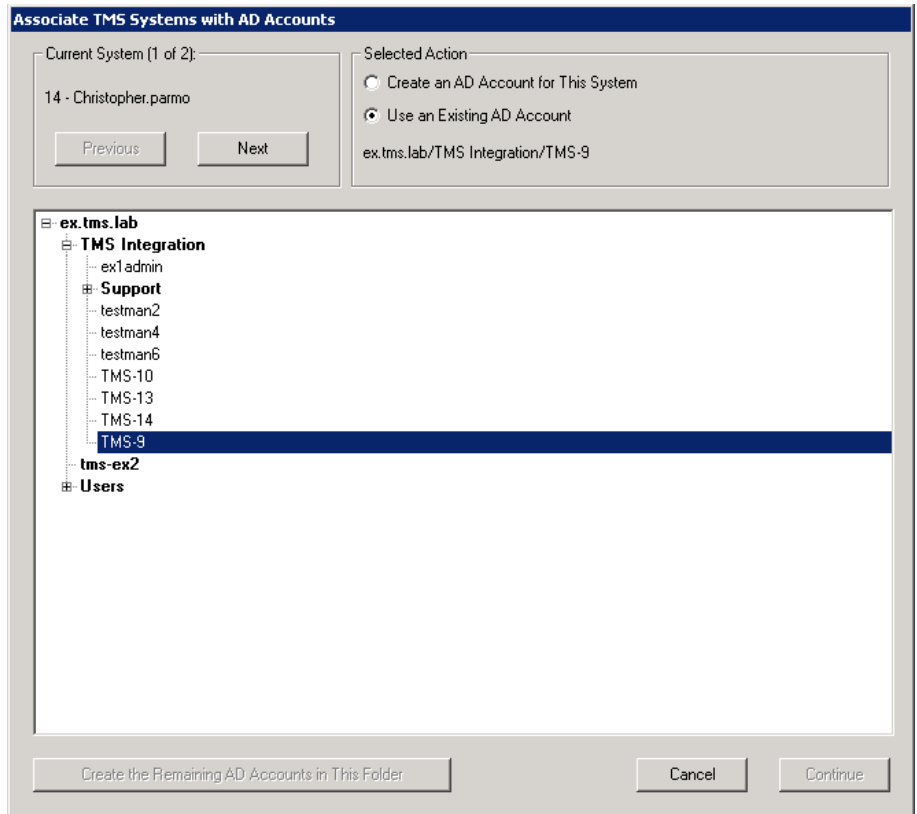 Associate TMS Systems with AD Accounts
Current System (1 of 2):
14 - Christopher.parmo
Previous
Next
Selected Action
Create an AD Account for This System
Use an Existing AD Account
ex.tms.lab/TMS Integration/TMS-9
ex.tms.lab
TMS Integration
ex1admin
Support
testman2
testman4
testman6
TMS-10
TMS-13
TMS-14
TMS-9
tms-ex2
Users
Create the Remaining AD Accounts in This Folder
Cancel
Continue